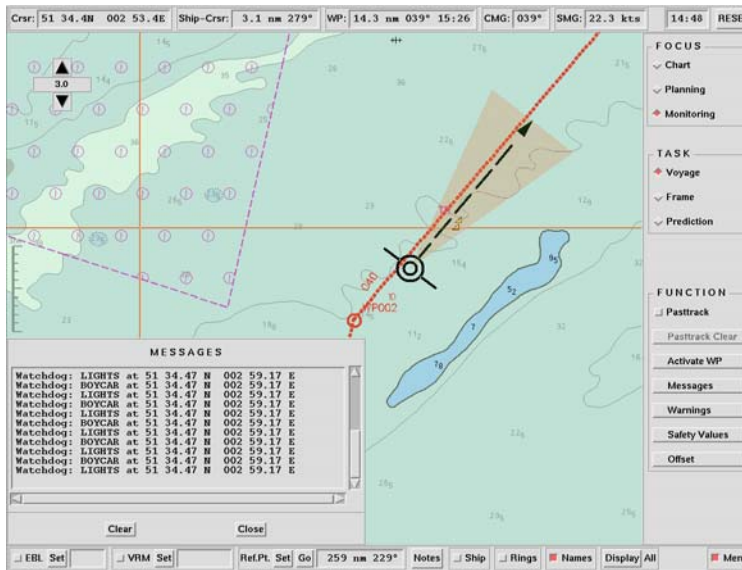 Crsr: 51 34.4N 002 53.4E Ship-Crsr: 3.1 nm 279° WP: 14.3 nm 039° 15:26 CMG: 039° SMG: 22.3 kts 14:48 RESE
FOCUS
Chart
Planning
Monitoring
TASK
Voyage
Frame
Prediction
FUNCTION
Pasttrack
Pasttrack Clear
Activate WP
Messages
Warnings
Safety Values
Offset
3.0
040
10
WP002
9 5
5 2
7
7 8
MESSAGES
Watchdog: LIGHTS at 51 34.47 N 002 59.17 E
Watchdog: BOYCAR at 51 34.47 N 002 59.17 E
Watchdog: LIGHTS at 51 34.47 N 002 59.17 E
Watchdog: BOYCAR at 51 34.47 N 002 59.17 E
Watchdog: LIGHTS at 51 34.47 N 002 59.17 E
Watchdog: BOYCAR at 51 34.47 N 002 59.17 E
Watchdog: LIGHTS at 51 34.47 N 002 59.17 E
Watchdog: BOYCAR at 51 34.47 N 002 59.17 E
Watchdog: LIGHTS at 51 34.47 N 002 59.17 E
Watchdog: BOYCAR at 51 34.47 N 002 59.17 E
Watchdog: LIGHTS at 51 34.47 N 002 59.17 E
Clear Close
EBL Set VRM Set Ref.Pt. Set Go 259 nm 229° Notes Ship Rings Names Display All Men